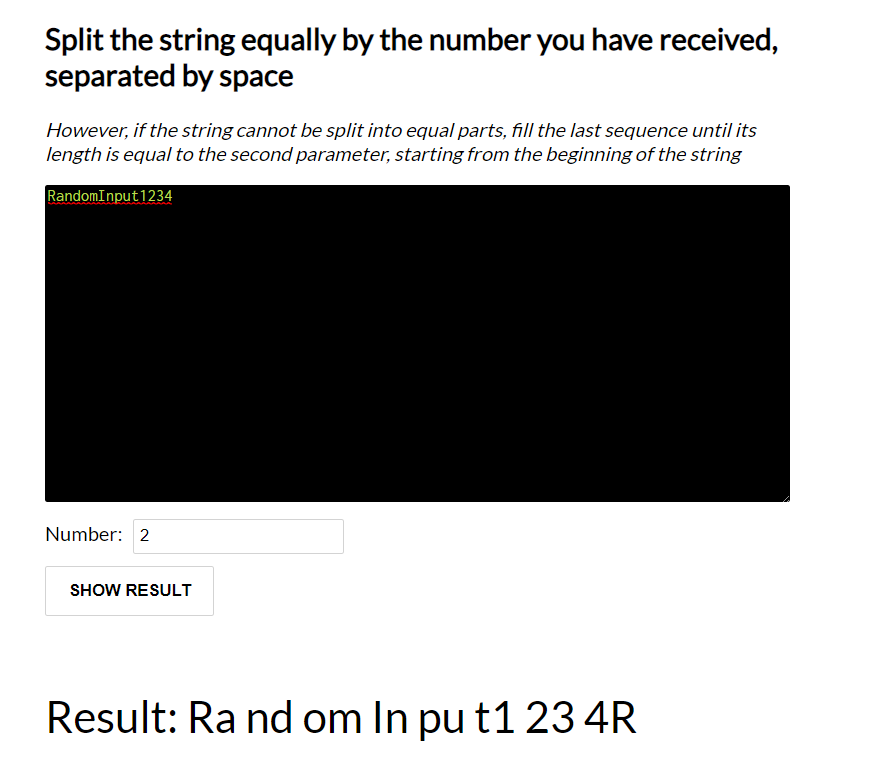 Split the string equally by the number you have received,
separated by space
However, if the string cannot be split into equal parts, fill the last sequence until its
length is equal to the second parameter, starting from the beginning of the string
RandomInput1234
Number: 2
SHOW RESULT
Result: Ra nd om In pu t1 23 4R